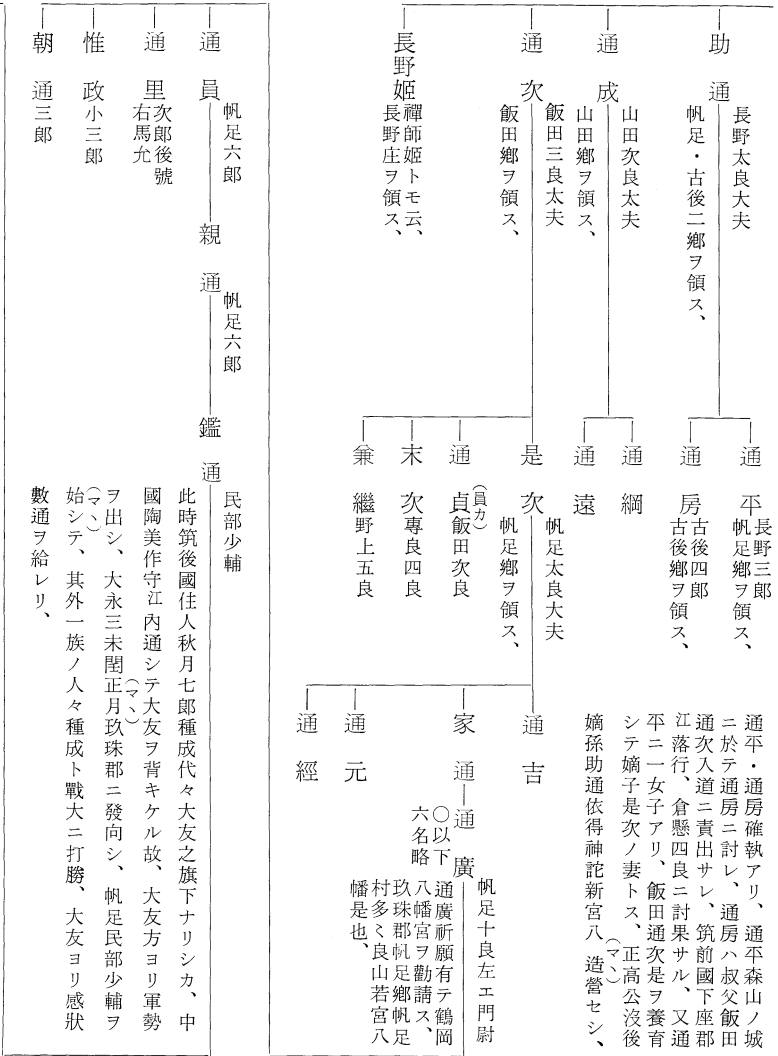 助通
長野太良大夫
帆足・古後二鄕ヲ領ス、
通平
長野三郎
帆足鄕ヲ領ス、
通房
古後四郎
古後鄕ヲ領ス、
通平・通房確執アリ、通平森山ノ城
ニ於テ通房ニ討レ、通房ハ叔父飯田
通次入道ニ責出サレ、筑前國下座郡
江落行、倉懸四良ニ討果サル、又通
平ニ一女子アリ、飯田通次是ヲ養育
シテ嫡子是次ノ妻トス、正高公沒後
嫡孫助通依得神詫新宮八(マヽ)造營セシ、
通成
山田次良太夫
山田鄕ヲ領ス、
通綱
通遠
通次
飯田三良太夫
飯田鄕ヲ領ス、
是次
帆足太良大夫
帆足鄕ヲ領ス、
通吉
家通
通廣
○以下
六名略
帆足十良左エ門尉
通廣祈願有テ鶴岡
八幡宮ヲ勸請ス、
玖珠郡帆足鄕帆足
村多々良山若宮八
幡是也、
通元
通經
通貞(員カ)
飯田次良
末次
專良四良
兼繼
野上五良
長野姬
禪師姬トモ云、
長野庄ヲ領ス、
通員
帆足六郎
親通
帆足六郎
鑑通
民部少輔
此時筑後國住人秋月七郎種成代々大友之旗下ナリシカ、中
國陶美作守江內通シテ大友ヲ背キケル故、大友方ヨリ軍勢(マヽ)
ヲ出シ、大永三未閏正月玖珠郡ニ發向シ、帆足民部少輔ヲ
始シテ(マヽ)、其外一族ノ人々種成ト戰大ニ打勝、大友ヨリ感狀
數通ヲ給レリ、
通里
次郎後號
右馬允
惟政
小三郎
朝通
三郎